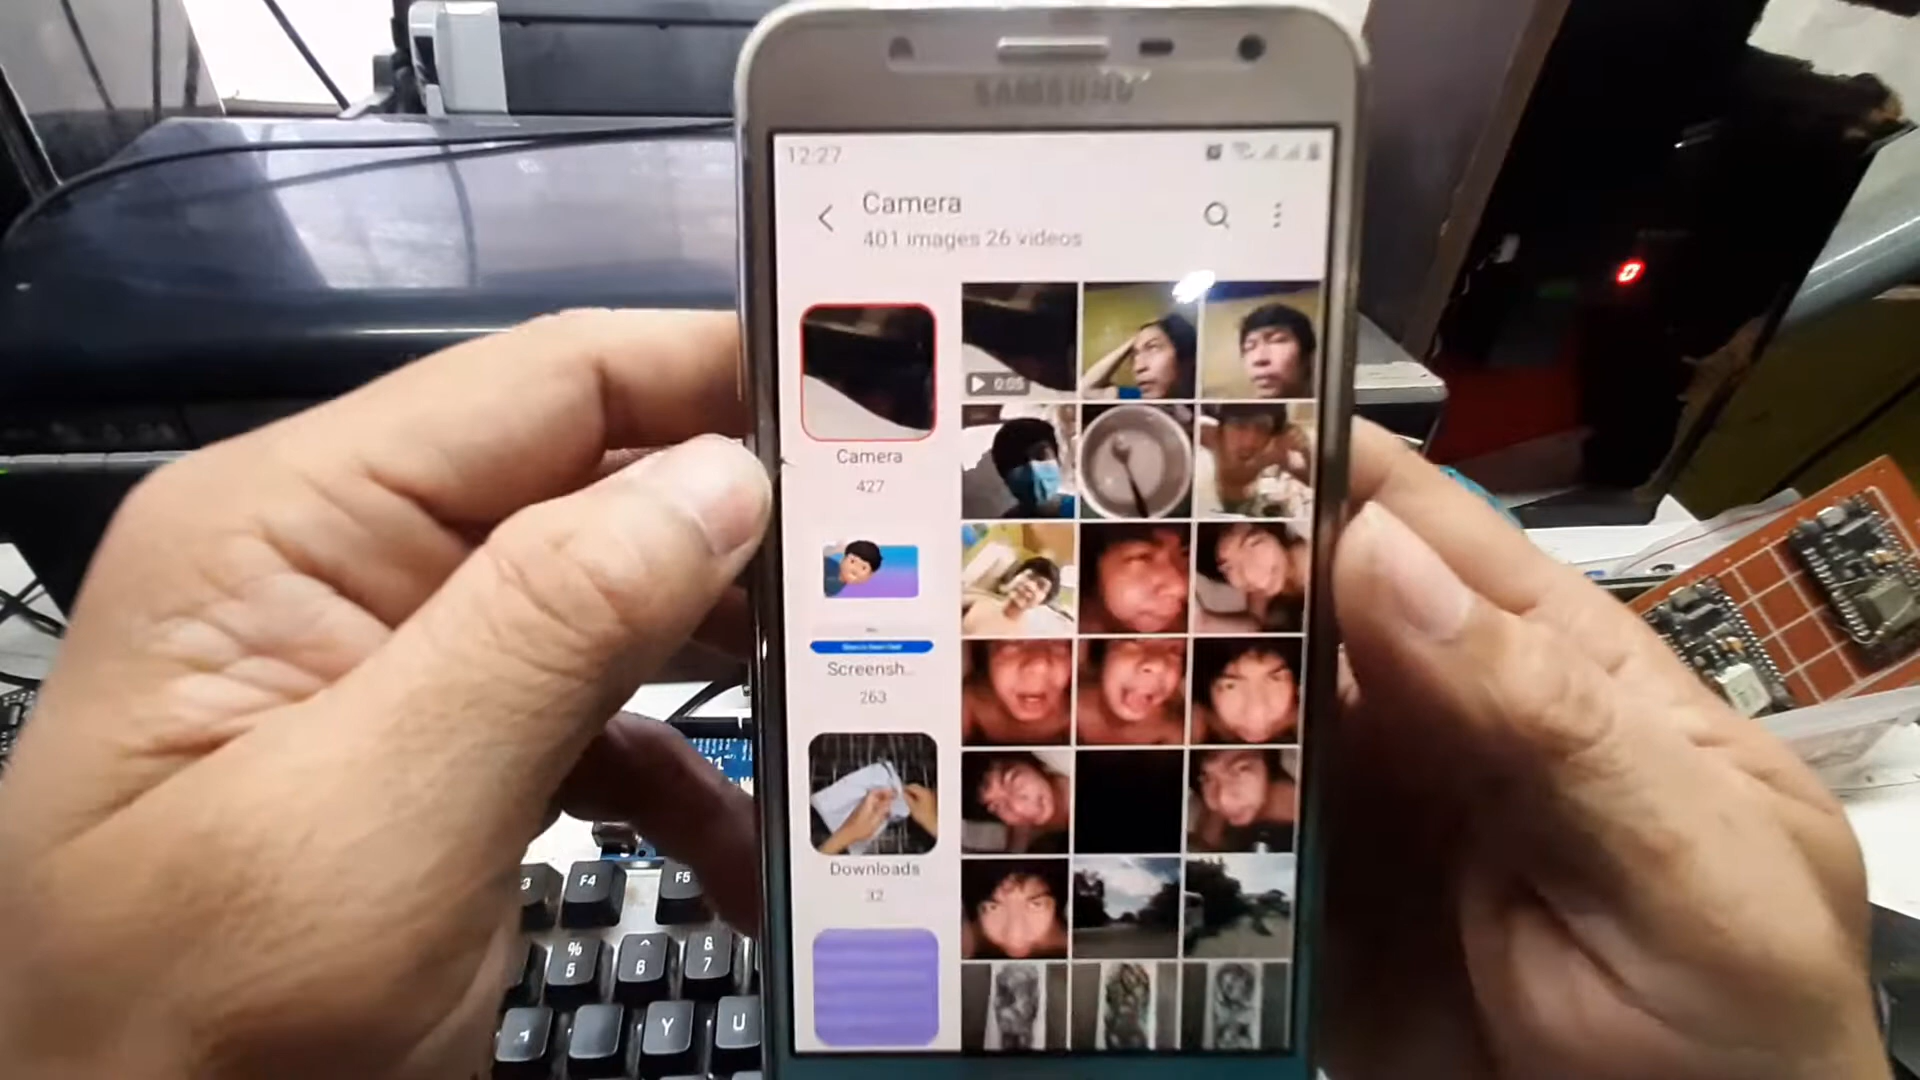 SAMSUNG
12:27
Camera
401 images 26 videos
0:05
Camera
427
Screensh...
263
Downloads
32
F4
F5
%
5
^
6
&
7
Y
U